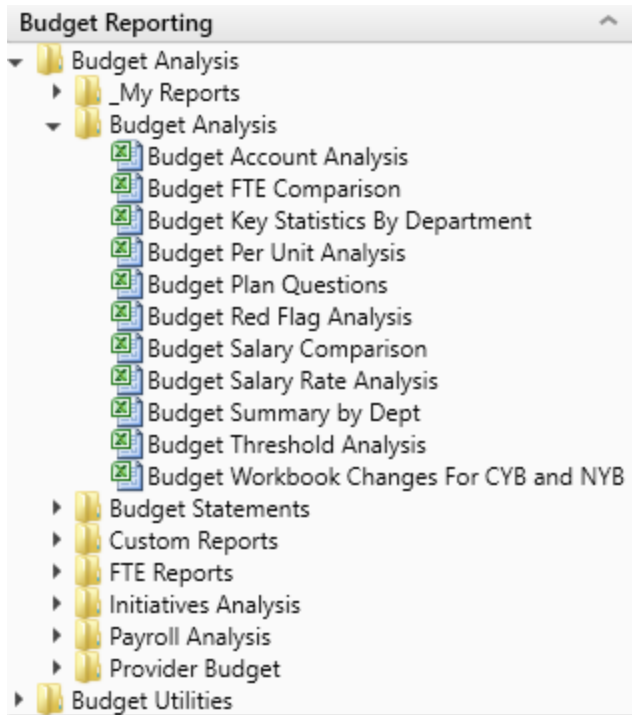 Budget Reporting
Budget Analysis
_My Reports
Budget Analysis
Budget Account Analysis
Budget FTE Comparison
Budget Key Statistics By Department
Budget Per Unit Analysis
Budget Plan Questions
Budget Red Flag Analysis
Budget Salary Comparison
Budget Salary Rate Analysis
Budget Summary by Dept
Budget Threshold Analysis
Budget Workbook Changes For CYB and NYB
Budget Statements
Custom Reports
FTE Reports
Initiatives Analysis
Payroll Analysis
Provider Budget
Budget Utilities